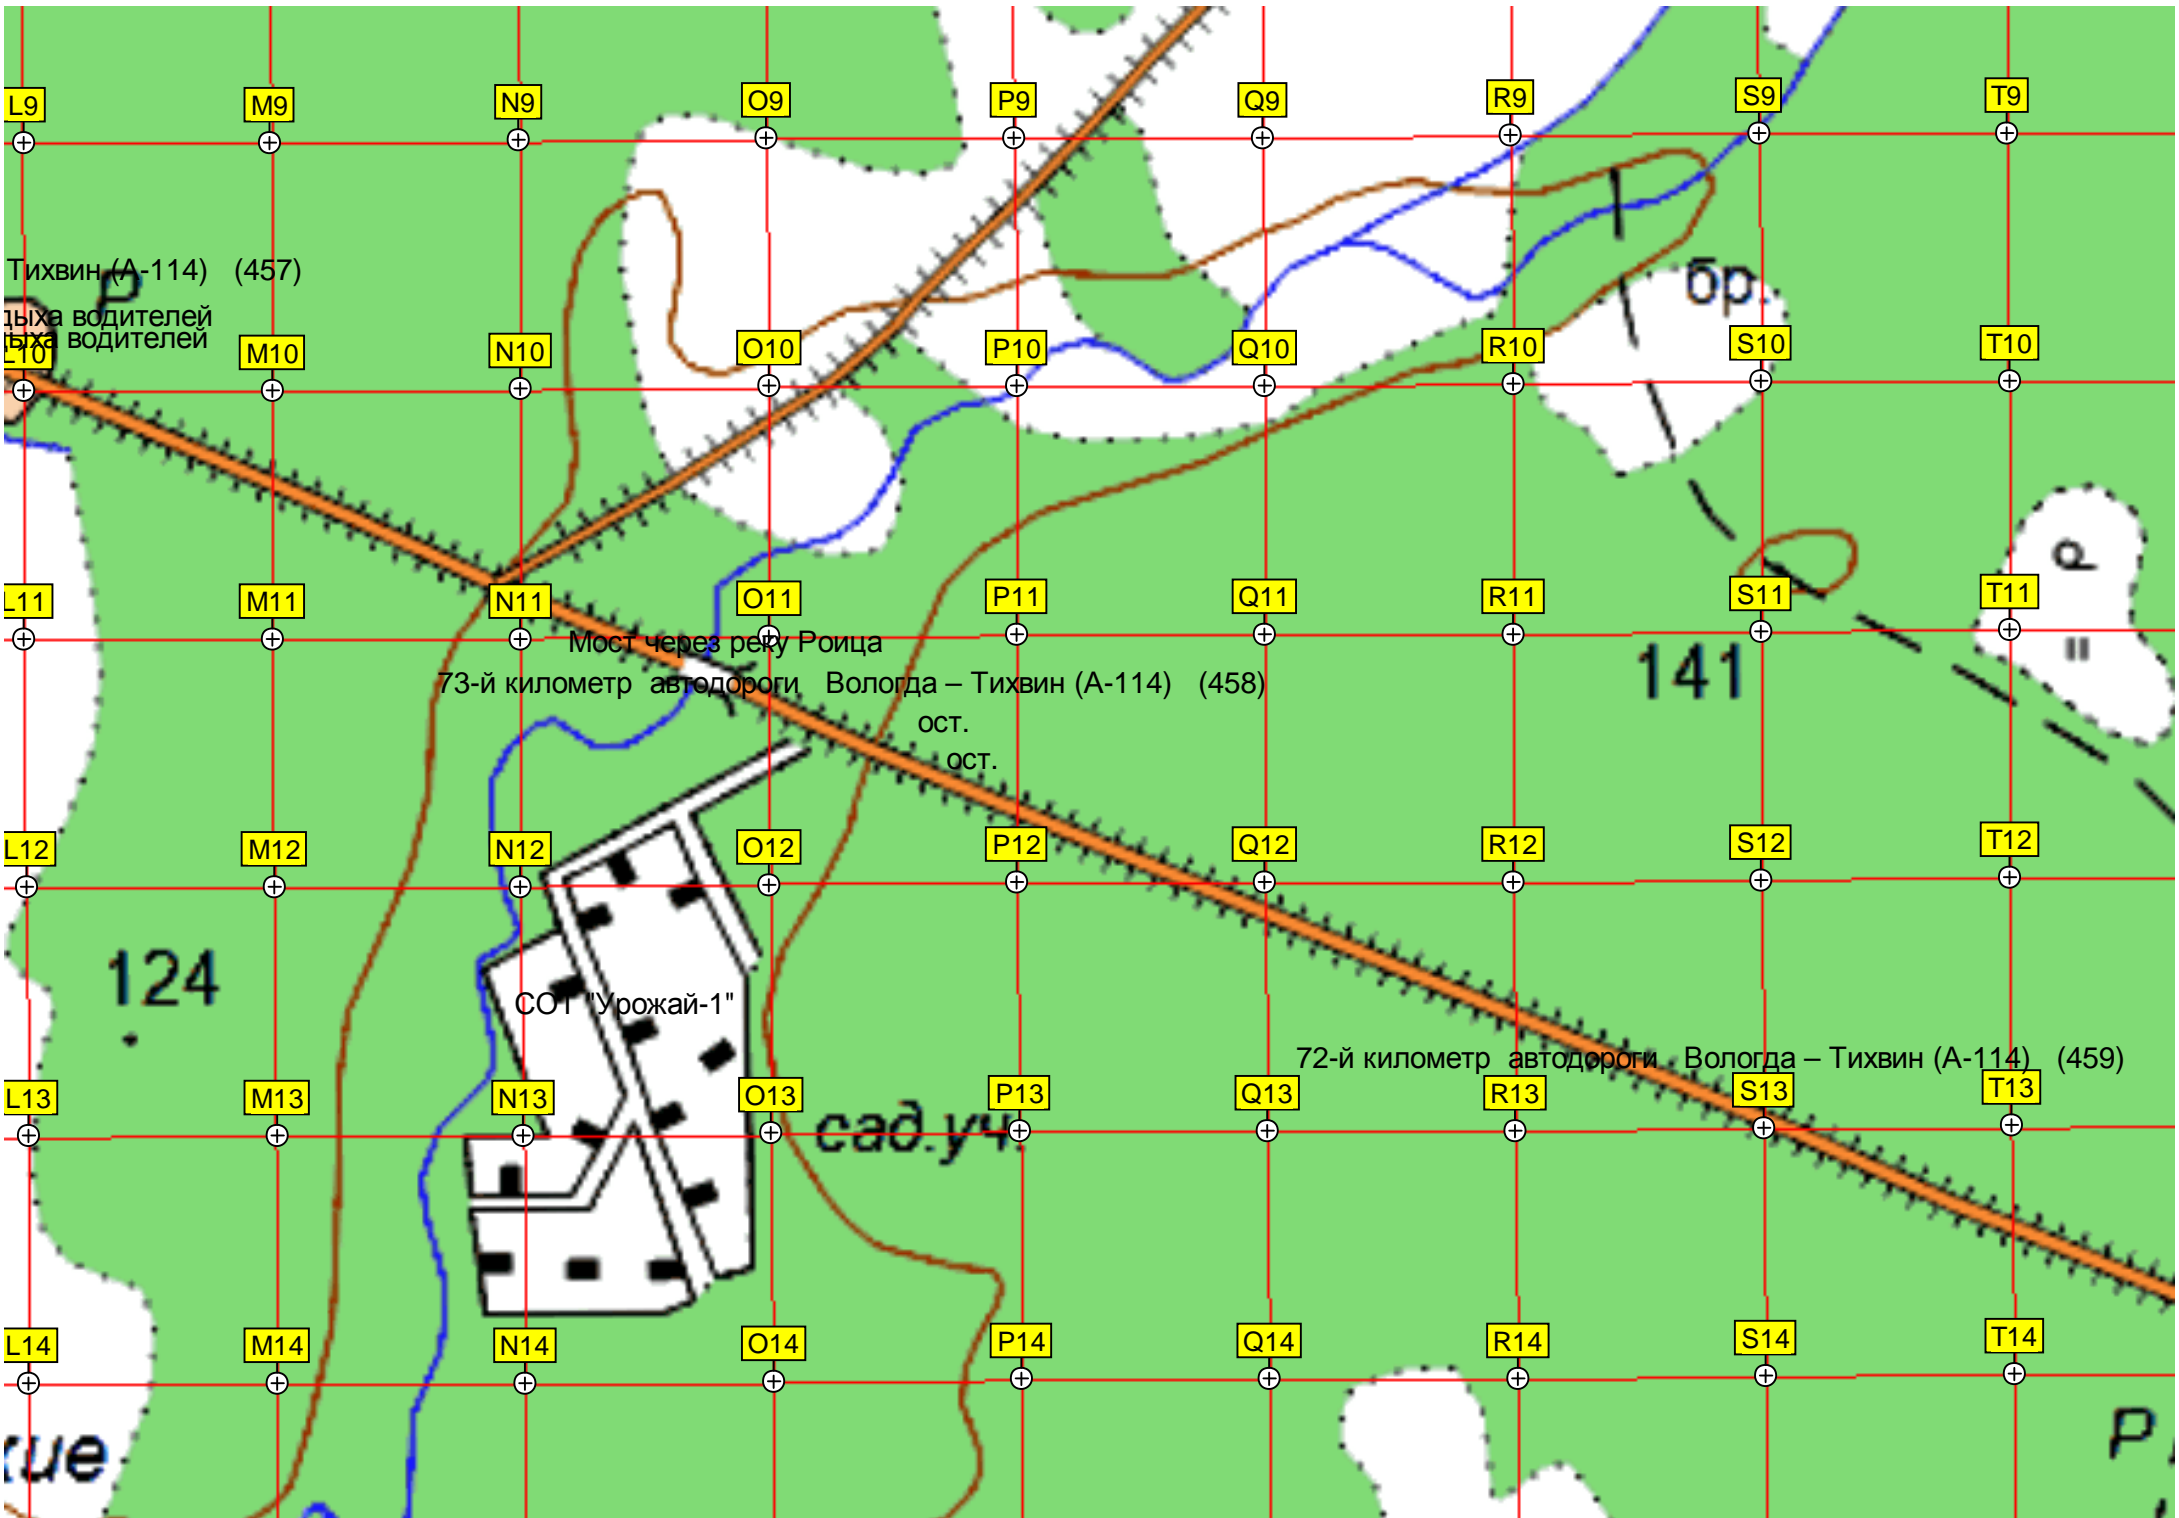 L9 M9 N9 O9 P9 Q9 R9 S9 T9
Тихвин (А-114) (457)
Р
дыха водителей
ыха водителей
бр.
L10 M10 N10 O10 P10 Q10 R10 S10 T10
L11 M11 N11 O11 P11 Q11 R11 S11 T11
Мост через реку Роица
73-й километр автодороги Вологда – Тихвин (А-114) (458)
141
ост.
ост.
L12 M12 N12 O12 P12 Q12 R12 S12 T12
124
СОТ "Урожай-1"
72-й километр автодороги Вологда – Тихвин (А-114) (459)
L13 M13 N13 O13 P13 Q13 R13 S13 T13
сад.уч.
L14 M14 N14 O14 P14 Q14 R14 S14 T14
кие
Р